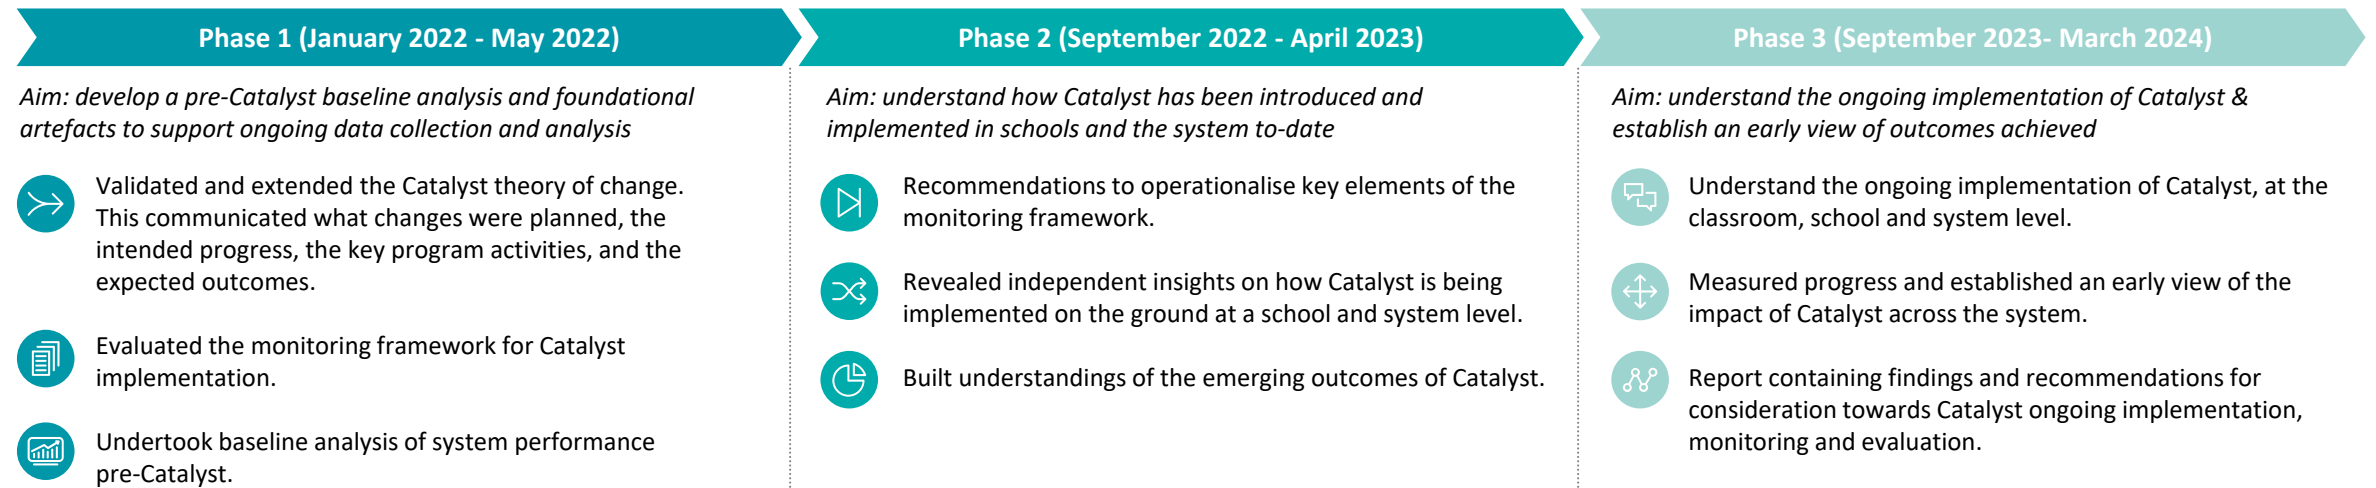 Phase 1 (January 2022 - May 2022)
Aim: develop a pre-Catalyst baseline analysis and foundational
artefacts to support ongoing data collection and analysis
Validated and extended the Catalyst theory of change.
This communicated what changes were planned, the
intended progress, the key program activities, and the
expected outcomes.
Evaluated the monitoring framework for Catalyst
implementation.
Undertook baseline analysis of system performance
pre-Catalyst.
Phase 2 (September 2022 - April 2023)
Aim: understand how Catalyst has been introduced and
implemented in schools and the system to-date
Recommendations to operationalise key elements of the
monitoring framework.
Revealed independent insights on how Catalyst is being
implemented on the ground at a school and system level.
Built understandings of the emerging outcomes of Catalyst.
Phase 3 (September 2023- March 2024)
Aim: understand the ongoing implementation of Catalyst &
establish an early view of outcomes achieved
Understand the ongoing implementation of Catalyst, at the
classroom, school and system level.
Measured progress and established an early view of the
impact of Catalyst across the system.
Report containing findings and recommendations for
consideration towards Catalyst ongoing implementation,
monitoring and evaluation.